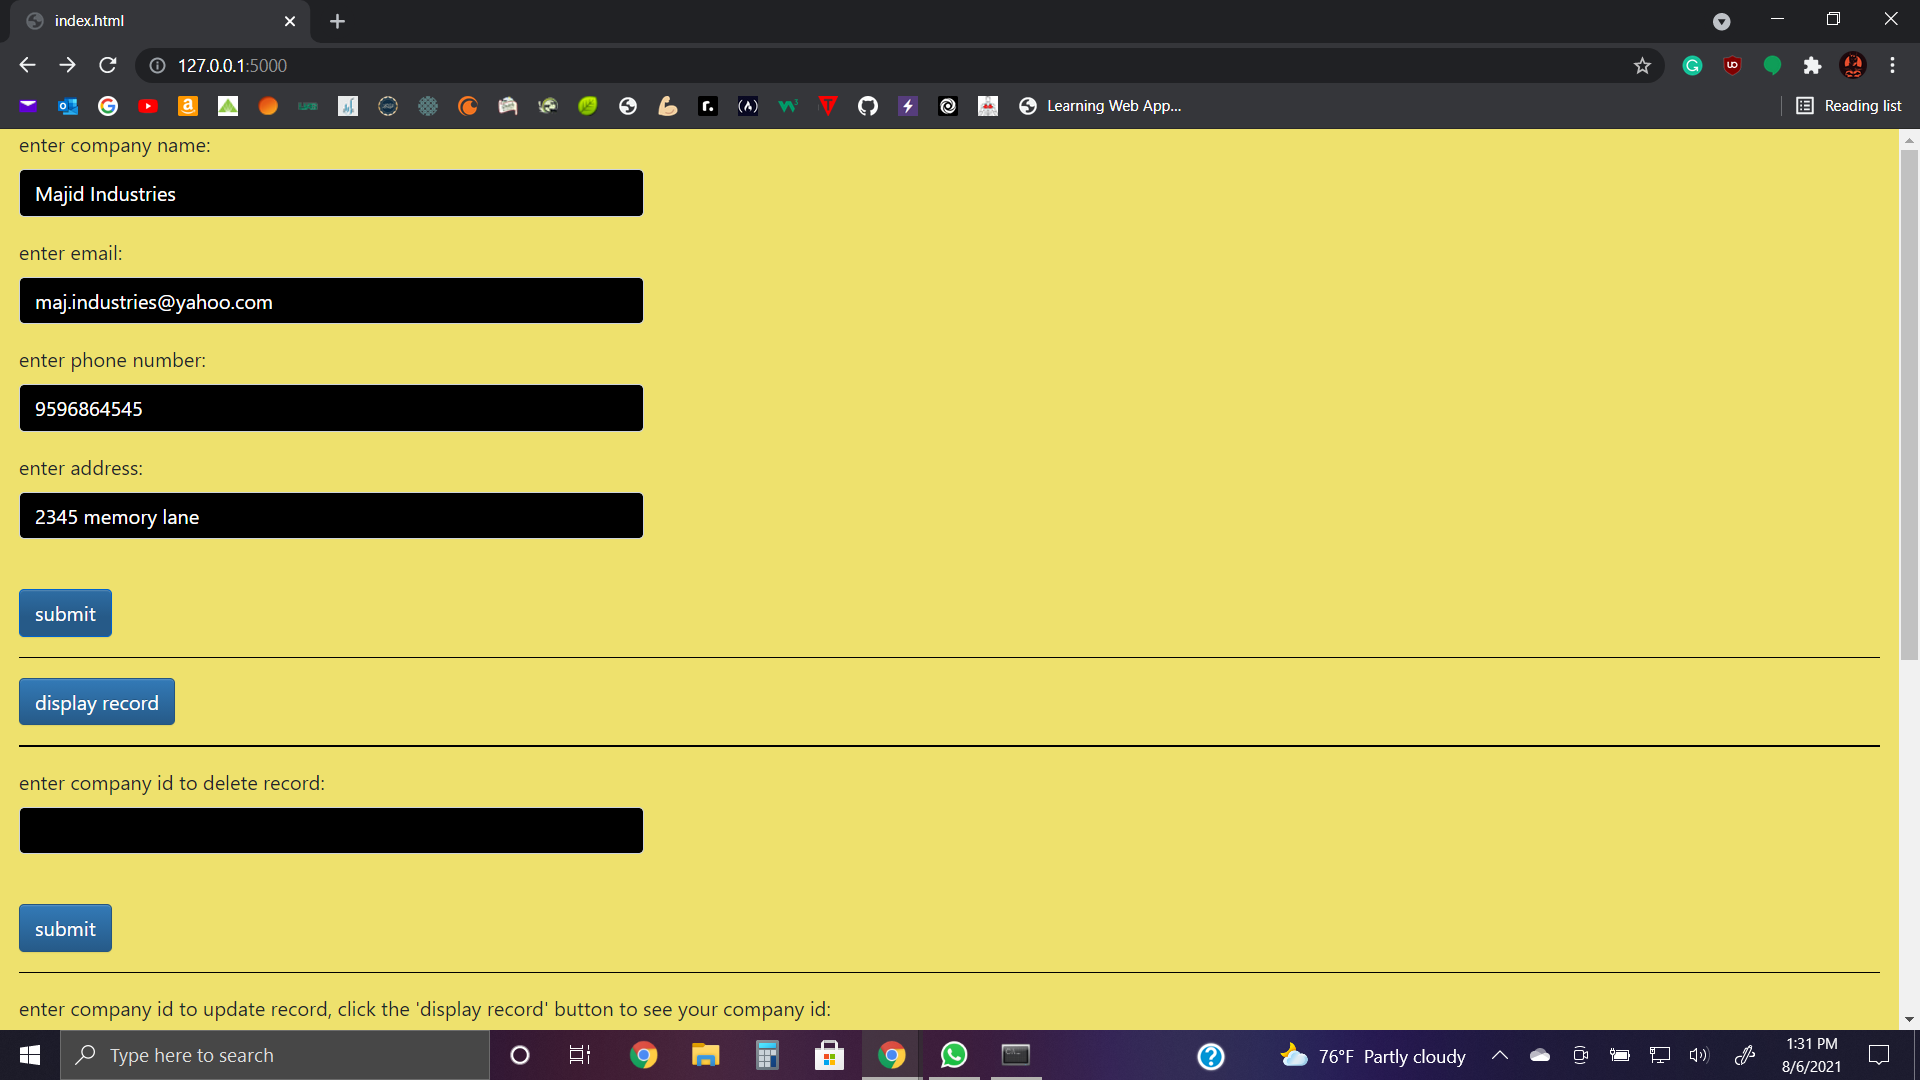 index.html
127.0.0.1:5000
Learning Web App...
Reading list
enter company name:
Majid Industries
enter email:
maj.industries@yahoo.com
enter phone number:
9596864545
enter address:
2345 memory lane
submit
display record
enter company id to delete record:
submit
enter company id to update record, click the 'display record' button to see your company id:
Type here to search
76°F Partly cloudy
1:31 PM
8/6/2021